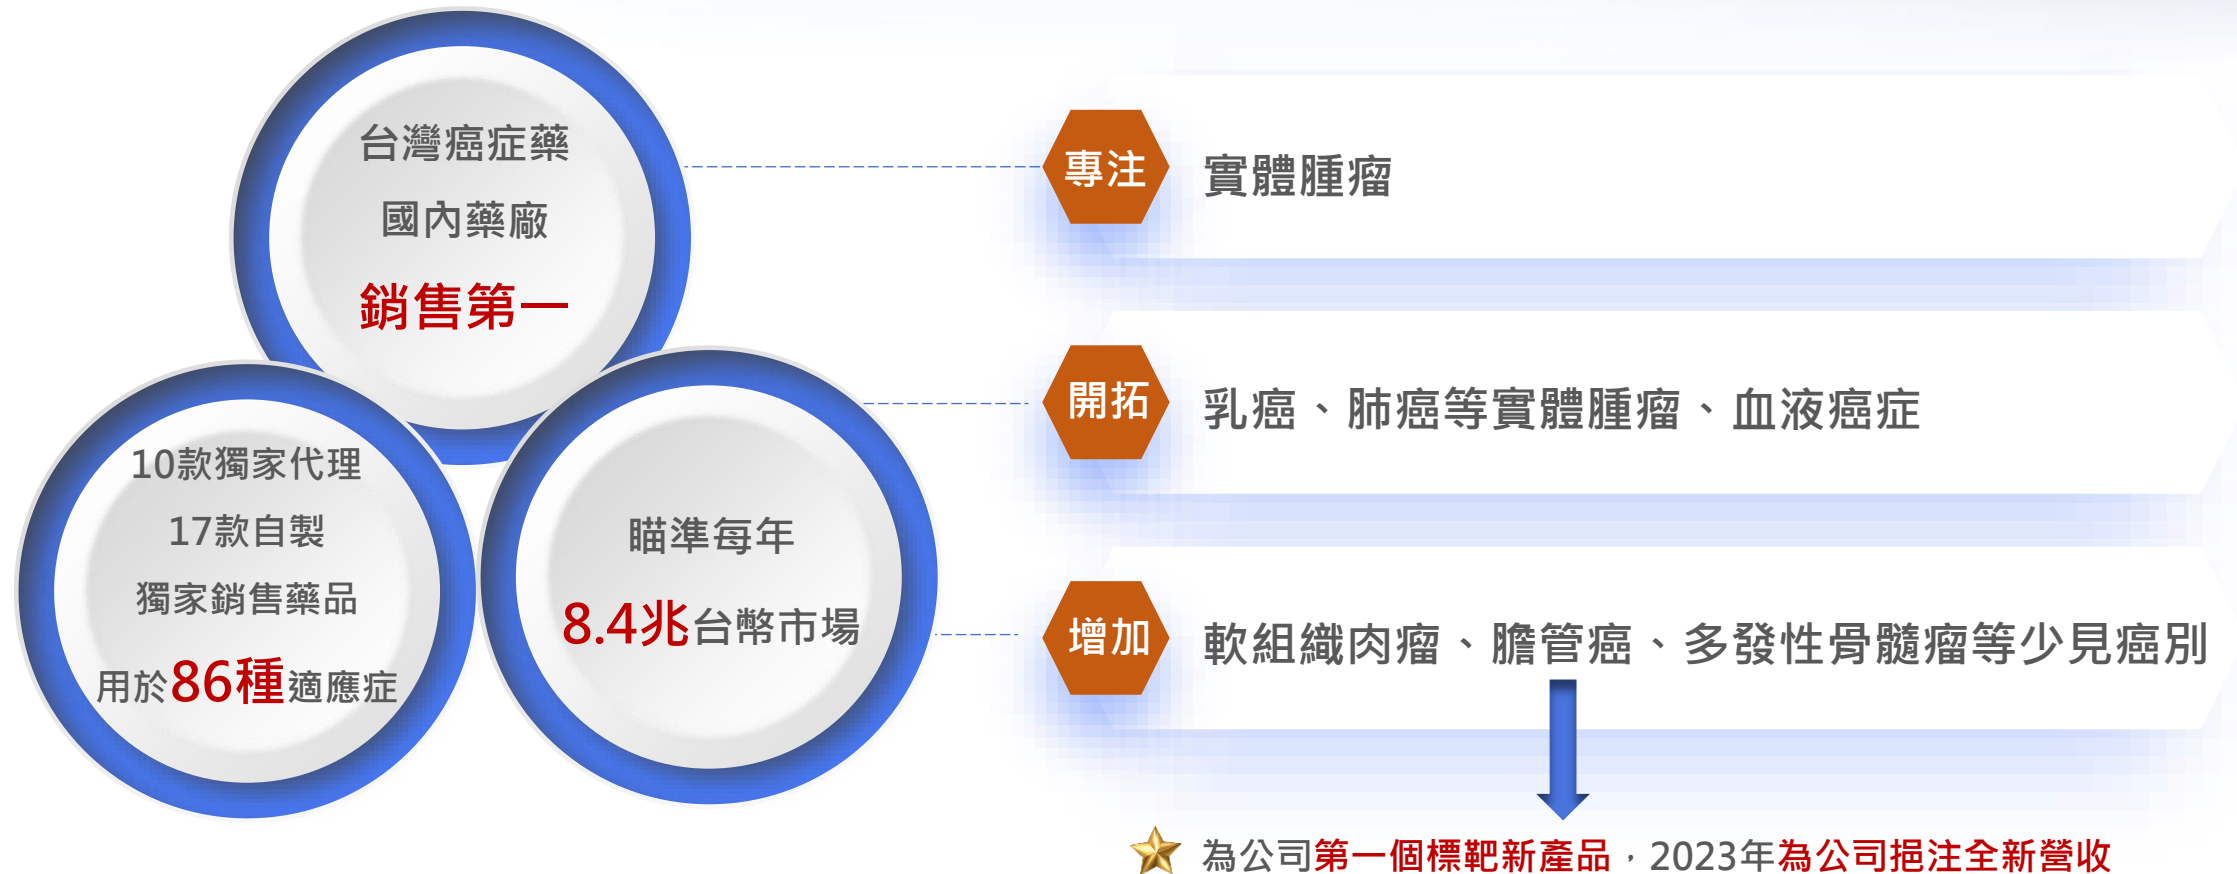 台灣癌症藥
國內藥廠
銷售第一
10款獨家代理
17款自製
獨家銷售藥品
用於86種適應症
瞄準每年
8.4兆台幣市場
專注
實體腫瘤
開拓
乳癌、肺癌等實體腫瘤、血液癌症
增加
軟組織肉瘤、膽管癌、多發性骨髓瘤等少見癌別
為公司第一個標靶新產品，2023年為公司挹注全新營收